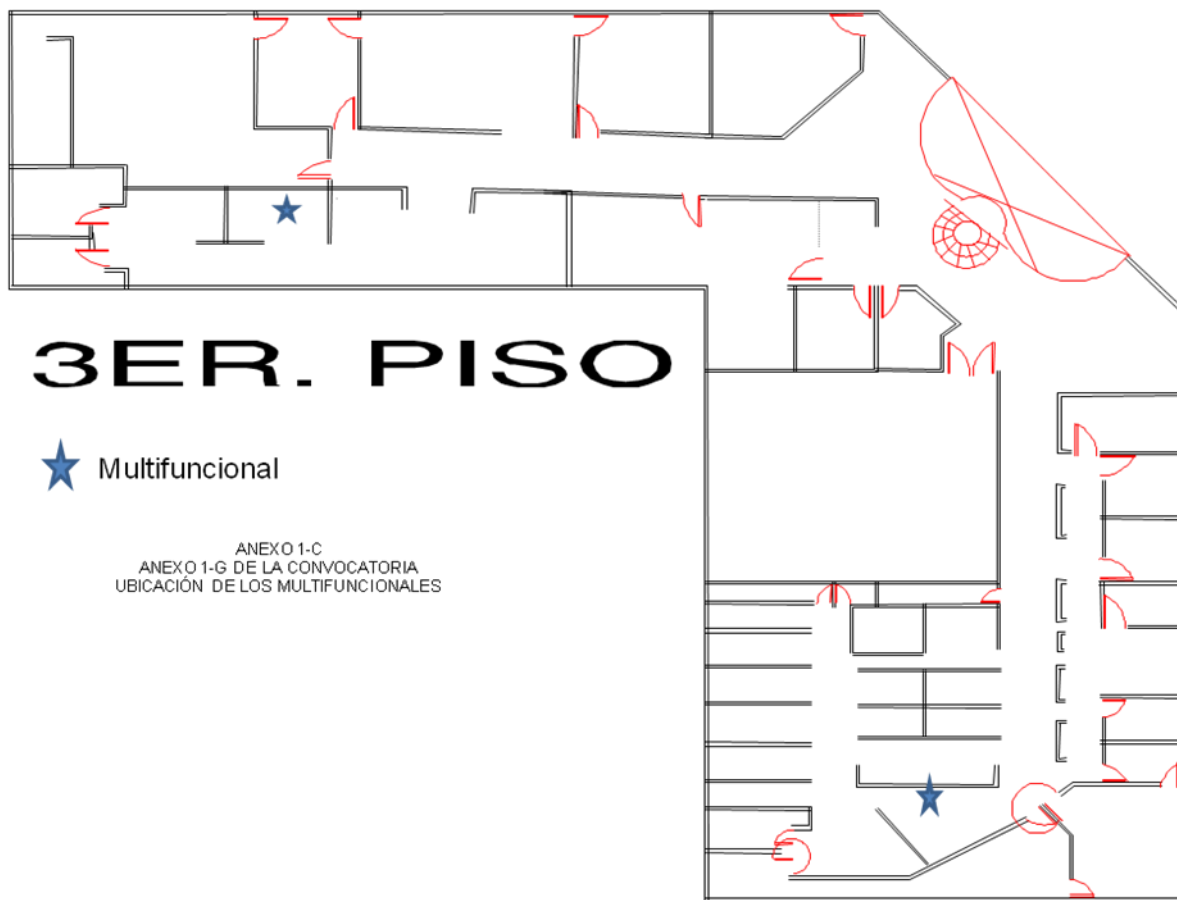 3ER. PISO
Multifuncional
ANEXO 1-C
ANEXO 1-G DE LA CONVOCATORIA
UBICACIÓN DE LOS MULTIFUNCIONALES